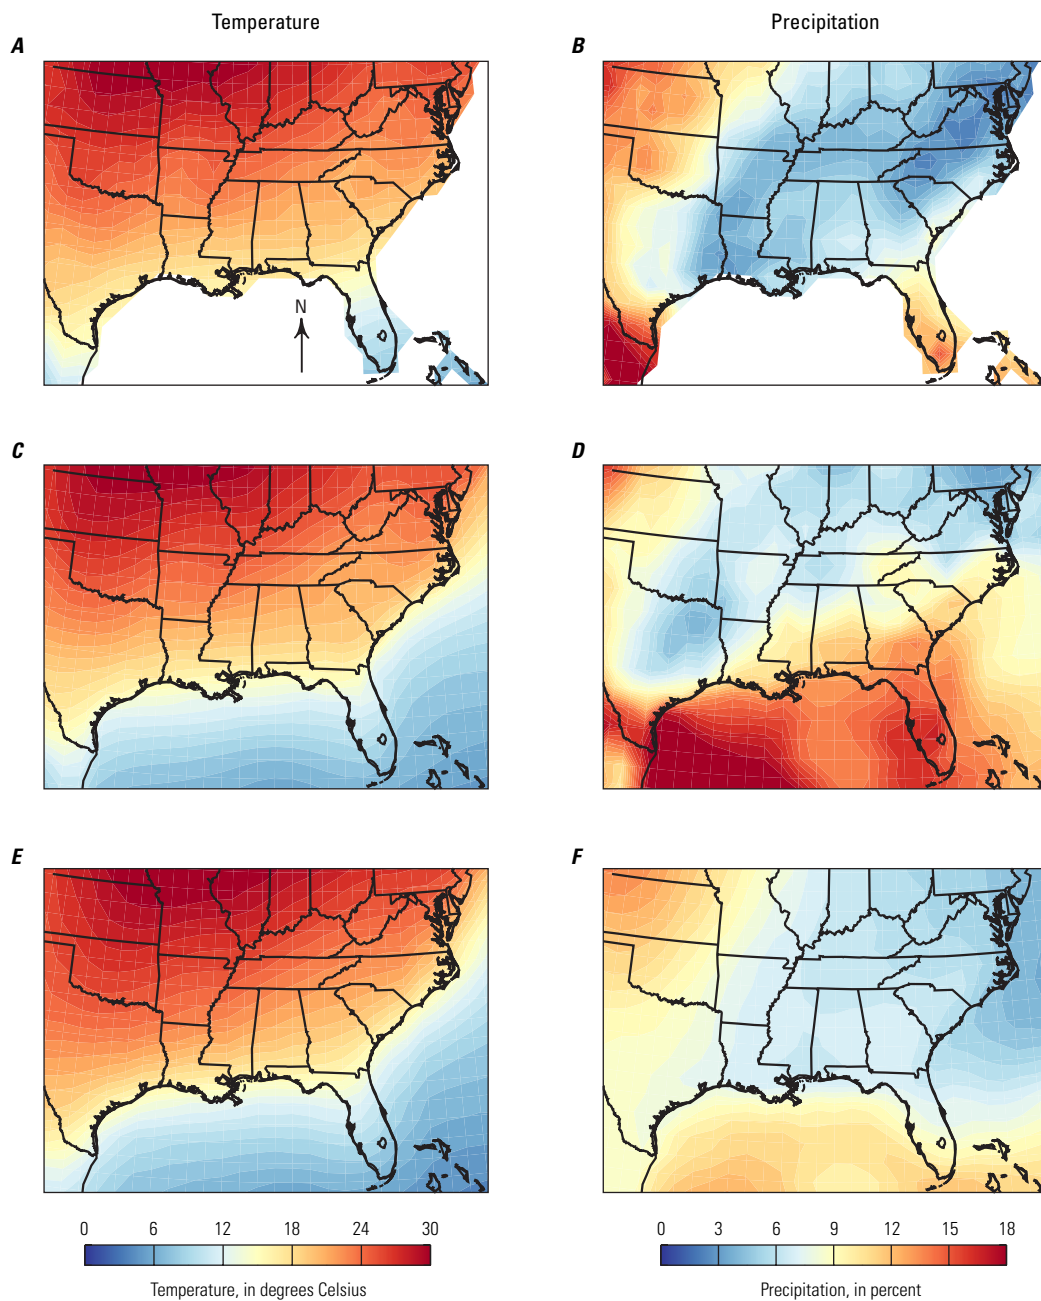 Temperature
Precipitation
A
B
N
C
D
E
F
0 6 12 18 24 30
Temperature, in degrees Celsius
0 3 6 9 12 15 18
Precipitation, in percent